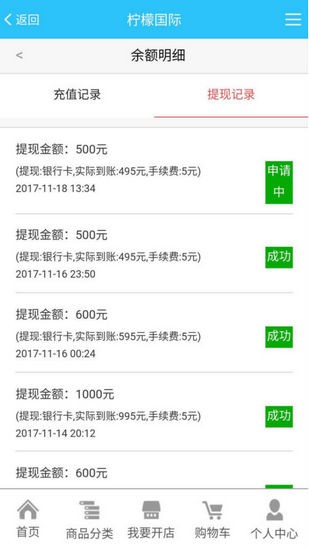 返回 柠檬国际
< 余额明细
充值记录 提现记录
提现金额：500元
(提现:银行卡,实际到账:495元,手续费:5元)
2017-11-18 13:34
申请
中
提现金额：500元
(提现:银行卡,实际到账:495元,手续费:5元)
2017-11-16 23:50
成功
提现金额：600元
(提现:银行卡,实际到账:595元,手续费:5元)
2017-11-16 00:24
成功
提现金额：1000元
(提现:银行卡,实际到账:995元,手续费:5元)
2017-11-14 20:12
成功
提现金额：600元
首页 商品分类 我要开店 购物车 个人中心